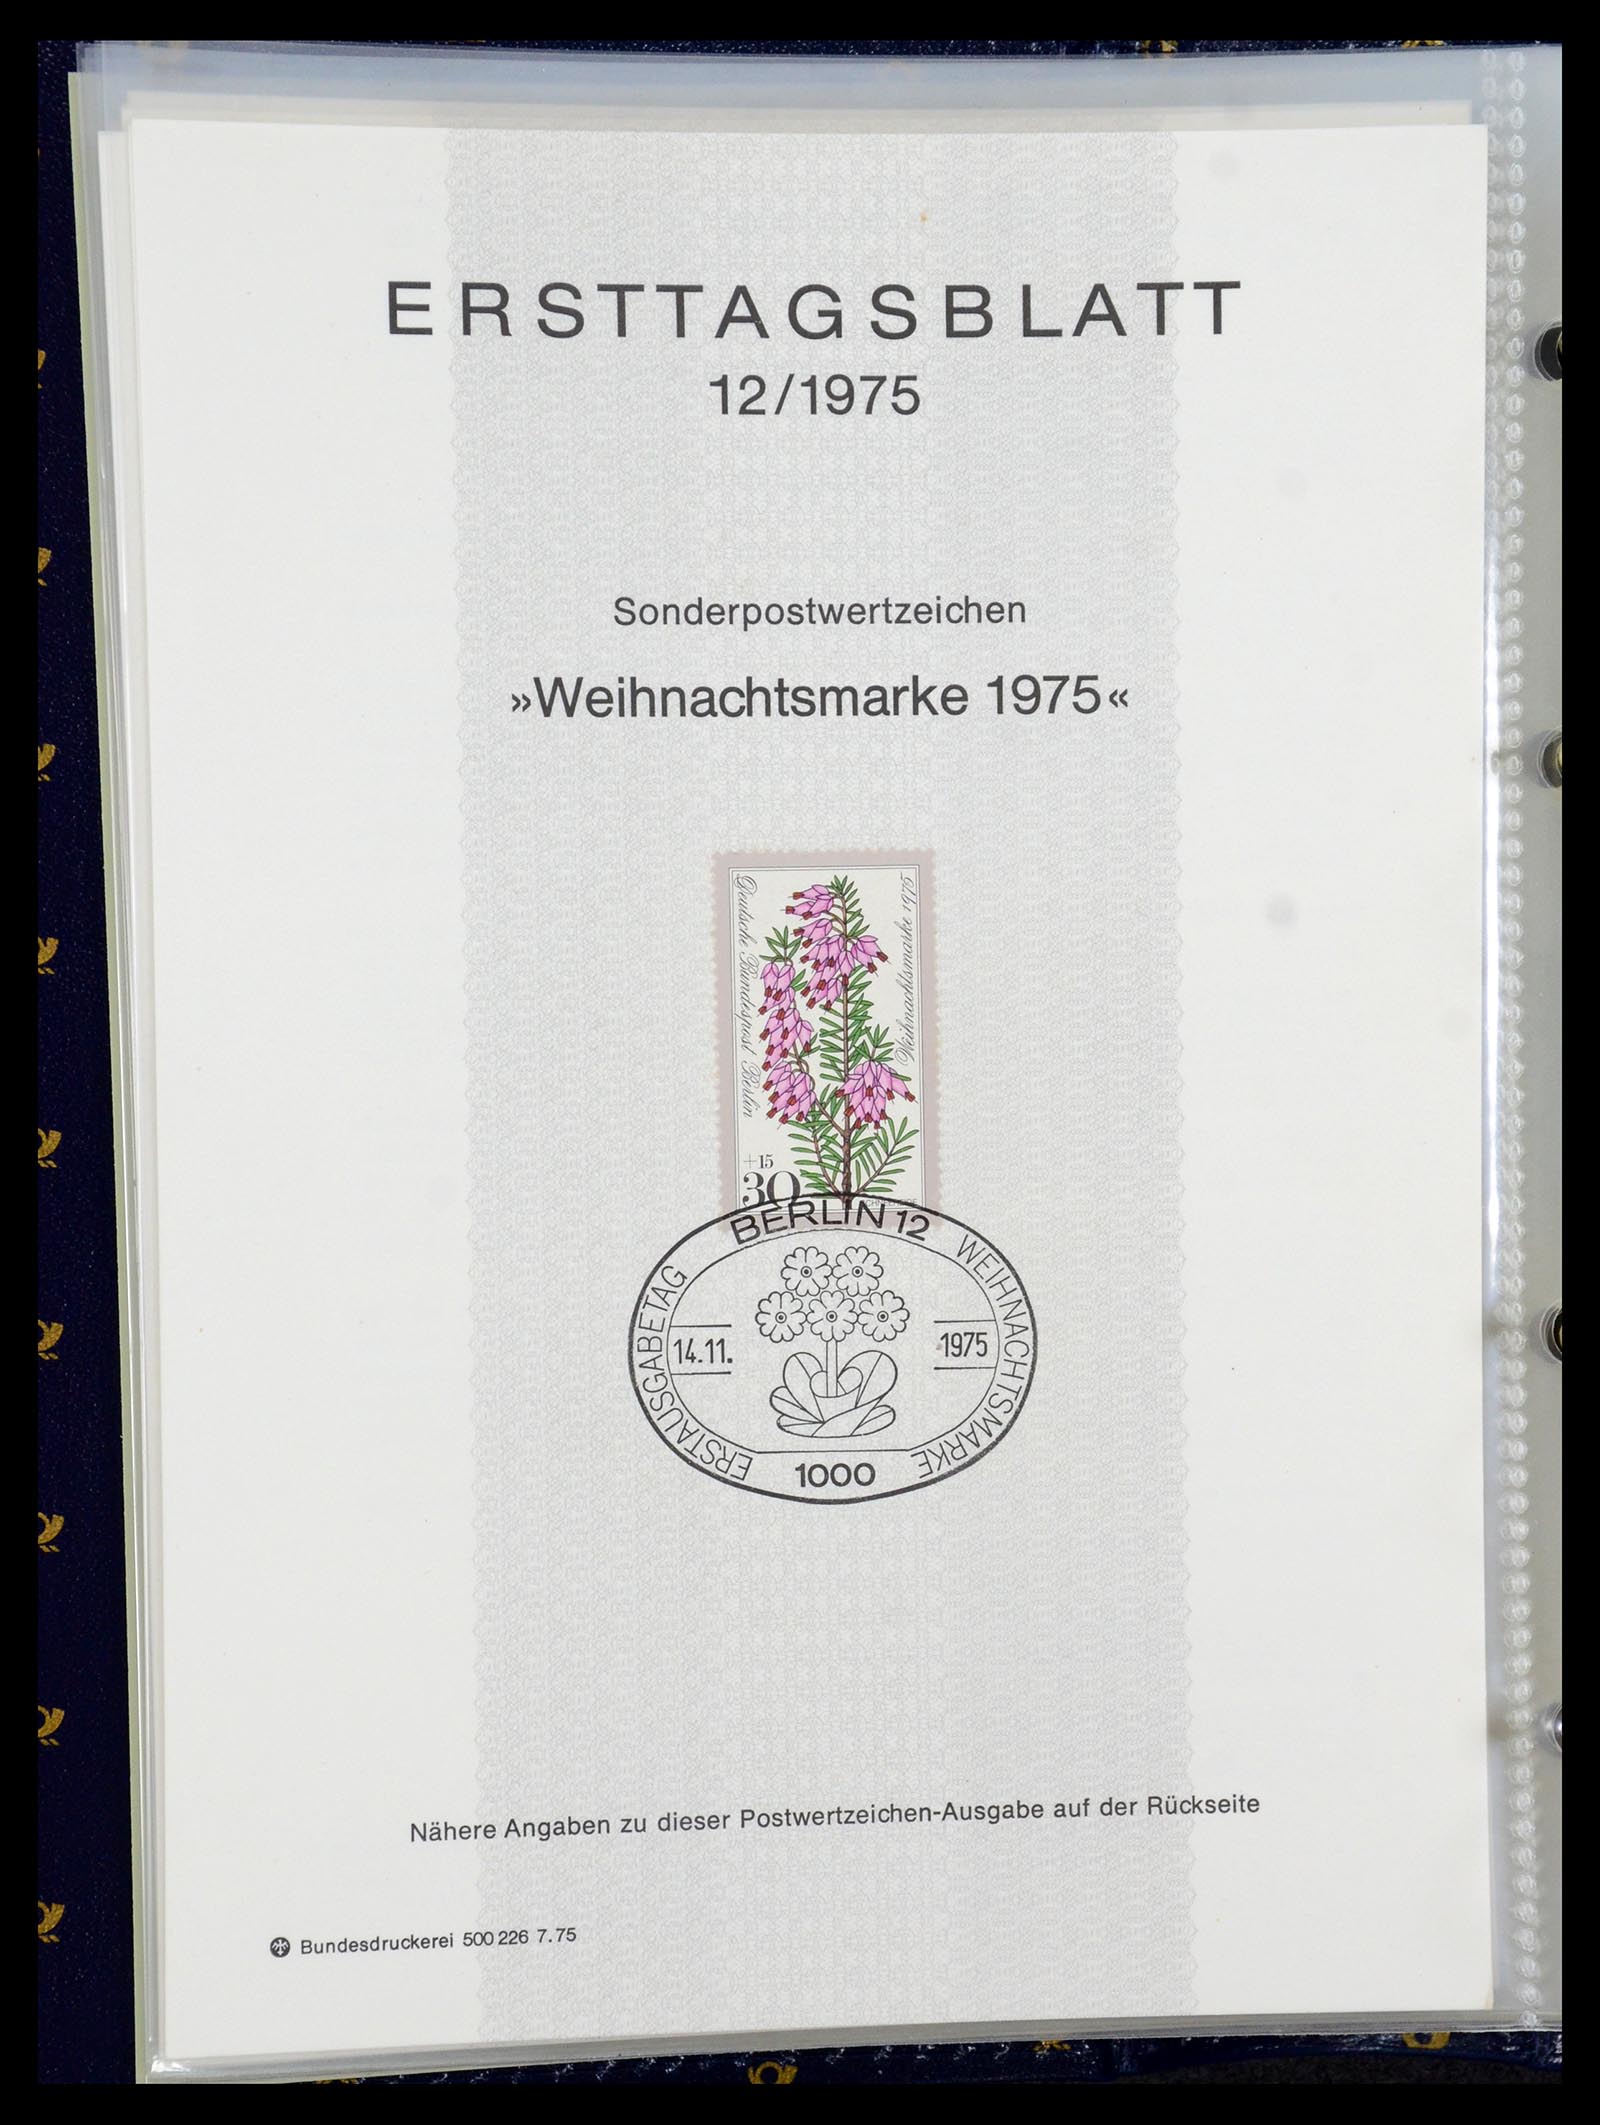 ERSTTAGSBLATT
12/1975
Sonderpostwertzeichen
»Weihnachtsmarke 1975«
Deutsche Bundespost Berlin
Weihnachtsmarke 1975
+15
30
BERLIN 12
ERSTAUSGABETAG
WEIHNACHTSMARKE
14.11.
1975
1000
Nähere Angaben zu dieser Postwertzeichen-Ausgabe auf der Rückseite
Bundesdruckerei 500 226 7.75